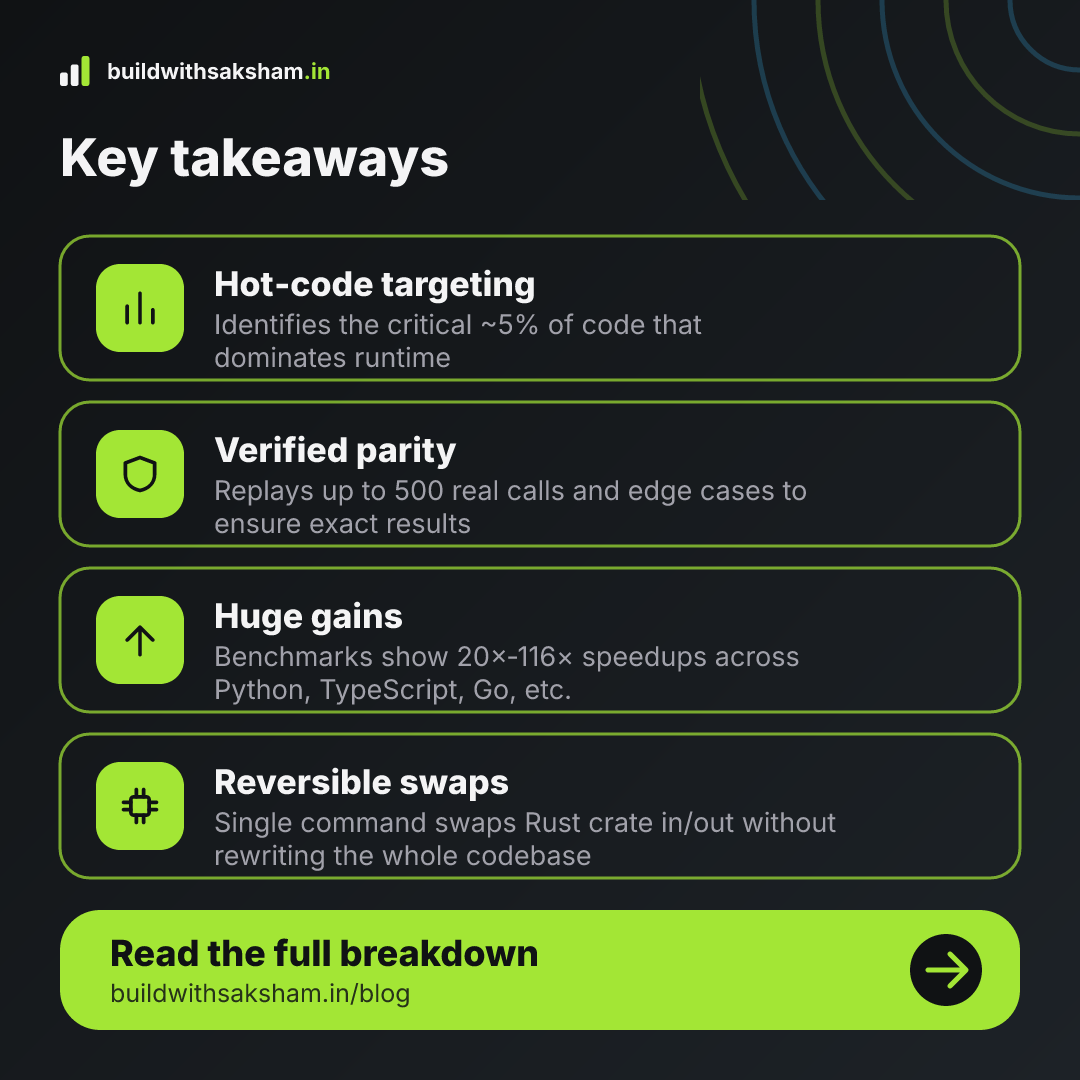 buildwithsaksham.in
Key takeaways
Hot-code targeting
Identifies the critical ~5% of code that
dominates runtime
Verified parity
Replays up to 500 real calls and edge cases to
ensure exact results
Huge gains
Benchmarks show 20×-116× speedups across
Python, TypeScript, Go, etc.
Reversible swaps
Single command swaps Rust crate in/out without
rewriting the whole codebase
Read the full breakdown
buildwithsaksham.in/blog